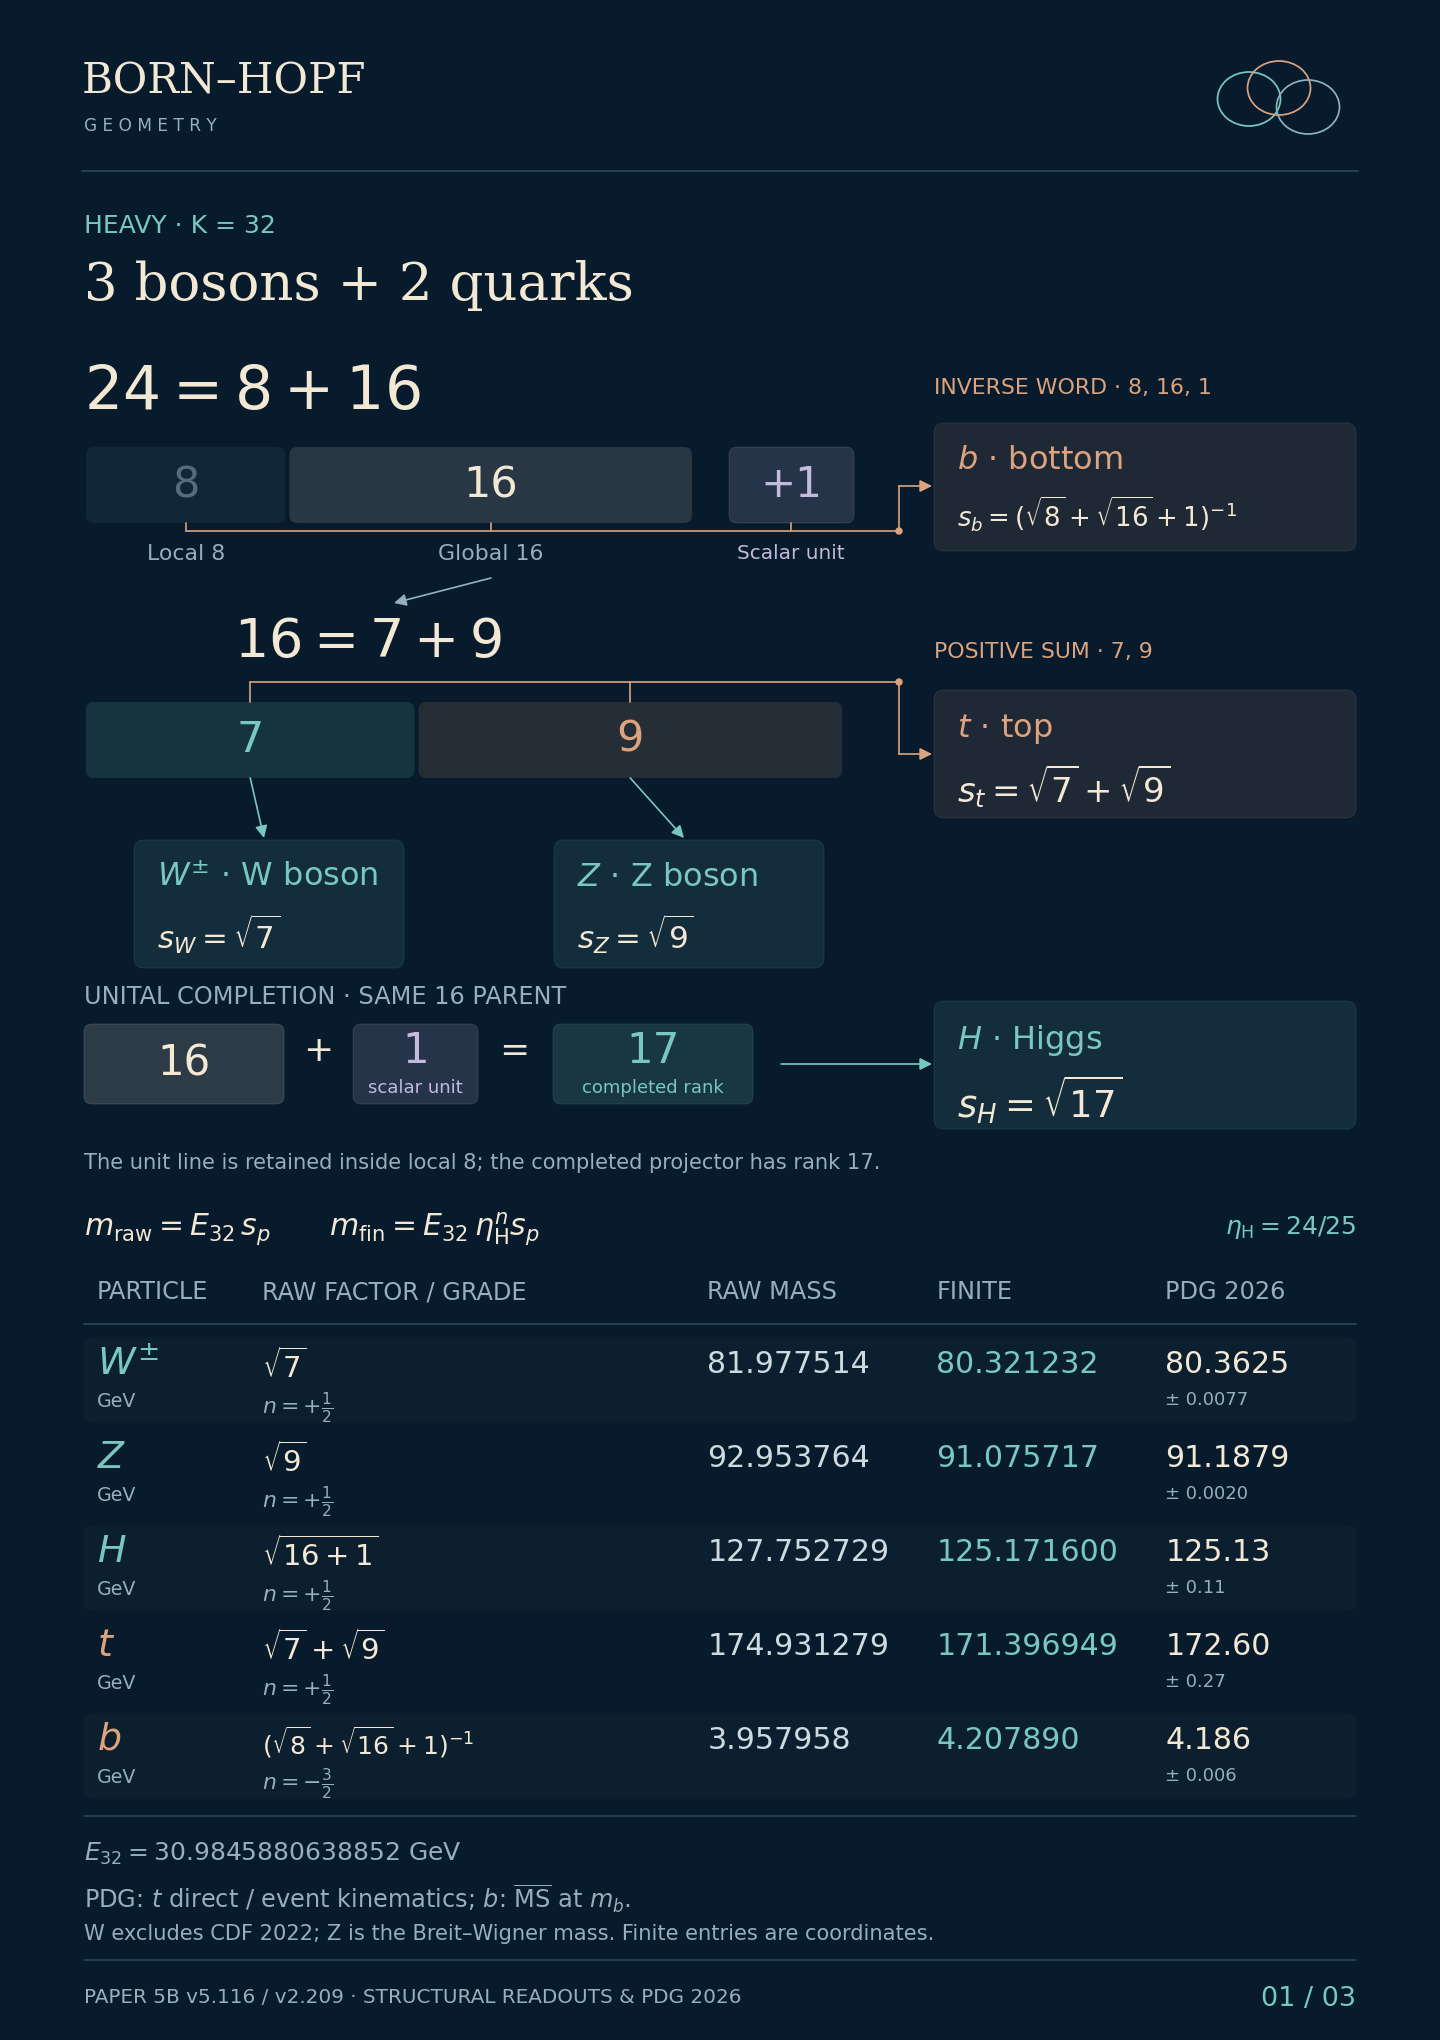 BORN–HOPF
GEOMETRY
HEAVY · K = 32
3 bosons + 2 quarks
24 = 8 + 16
8
16
+1
Local 8
Global 16
Scalar unit
INVERSE WORD · 8, 16, 1
b · bottom
s_b = (√8 + √16 + 1)⁻¹
16 = 7 + 9
7
9
POSITIVE SUM · 7, 9
t · top
s_t = √7 + √9
W± · W boson
s_W = √7
Z · Z boson
s_Z = √9
UNITAL COMPLETION · SAME 16 PARENT
16 + 1 = 17
scalar unit
completed rank
H · Higgs
s_H = √17
The unit line is retained inside local 8; the completed projector has rank 17.
m_raw = E₃₂ s_p m_fin = E₃₂ η_H^n s_p η_H = 24/25
PARTICLE RAW FACTOR / GRADE RAW MASS FINITE PDG 2026
W± √7 81.977514 80.321232 80.3625
GeV n = +1/2 ± 0.0077
Z √9 92.953764 91.075717 91.1879
GeV n = +1/2 ± 0.0020
H √(16 + 1) 127.752729 125.171600 125.13
GeV n = +1/2 ± 0.11
t √7 + √9 174.931279 171.396949 172.60
GeV n = +1/2 ± 0.27
b (√8 + √16 + 1)⁻¹ 3.957958 4.207890 4.186
GeV n = −3/2 ± 0.006
E₃₂ = 30.9845880638852 GeV
PDG: t direct / event kinematics; b: M̅S̅ at m_b.
W excludes CDF 2022; Z is the Breit–Wigner mass. Finite entries are coordinates.
PAPER 5B v5.116 / v2.209 · STRUCTURAL READOUTS & PDG 2026
01 / 03